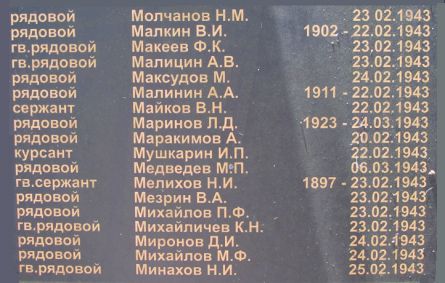 рядовой Молчанов Н.М. 23 02.1943
рядовой Малкин В.И. 1902 - 22.02.1943
гв.рядовой Макеев Ф.К. 23.02.1943
гв.рядовой Малицин А.В. 23.02.1943
рядовой Максудов М. 24.02.1943
рядовой Малинин А.А. 1911 - 22.02.1943
сержант Майков В.Н. 22.02.1943
рядовой Маринов Л.Д. 1923 - 24.03.1943
рядовой Маракимов А. 20.02.1943
курсант Мушкарин И.П. 22.02.1943
рядовой Медведев М.П. 06.03.1943
гв.сержант Мелихов Н.И. 1897 - 23.02.1943
рядовой Мезрин В.А. 23.02.1943
рядовой Михайлов П.Ф. 23.02.1943
гв.рядовой Михайличев К.Н. 23.02.1943
рядовой Миронов Д.И. 24.02.1943
рядовой Михайлов М.Ф. 24.02.1943
гв.рядовой Минахов Н.И. 25.02.1943